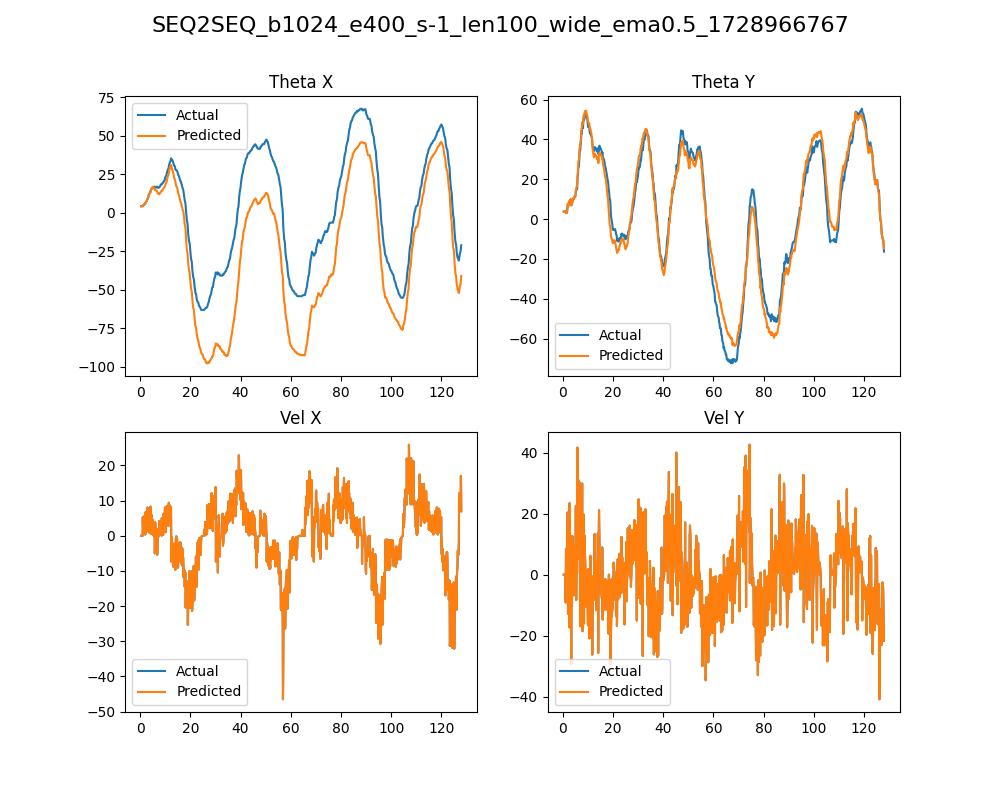 SEQ2SEQ_b1024_e400_s-1_len100_wide_ema0.5_1728966767
Theta X
75
50
25
0
−25
−50
−75
−100
Actual
Predicted
0 20 40 60 80 100 120
Theta Y
60
40
20
0
−20
−40
−60
Actual
Predicted
0 20 40 60 80 100 120
Vel X
20
10
0
−10
−20
−30
−40
−50
Actual
Predicted
0 20 40 60 80 100 120
Vel Y
40
20
0
−20
−40
Actual
Predicted
0 20 40 60 80 100 120